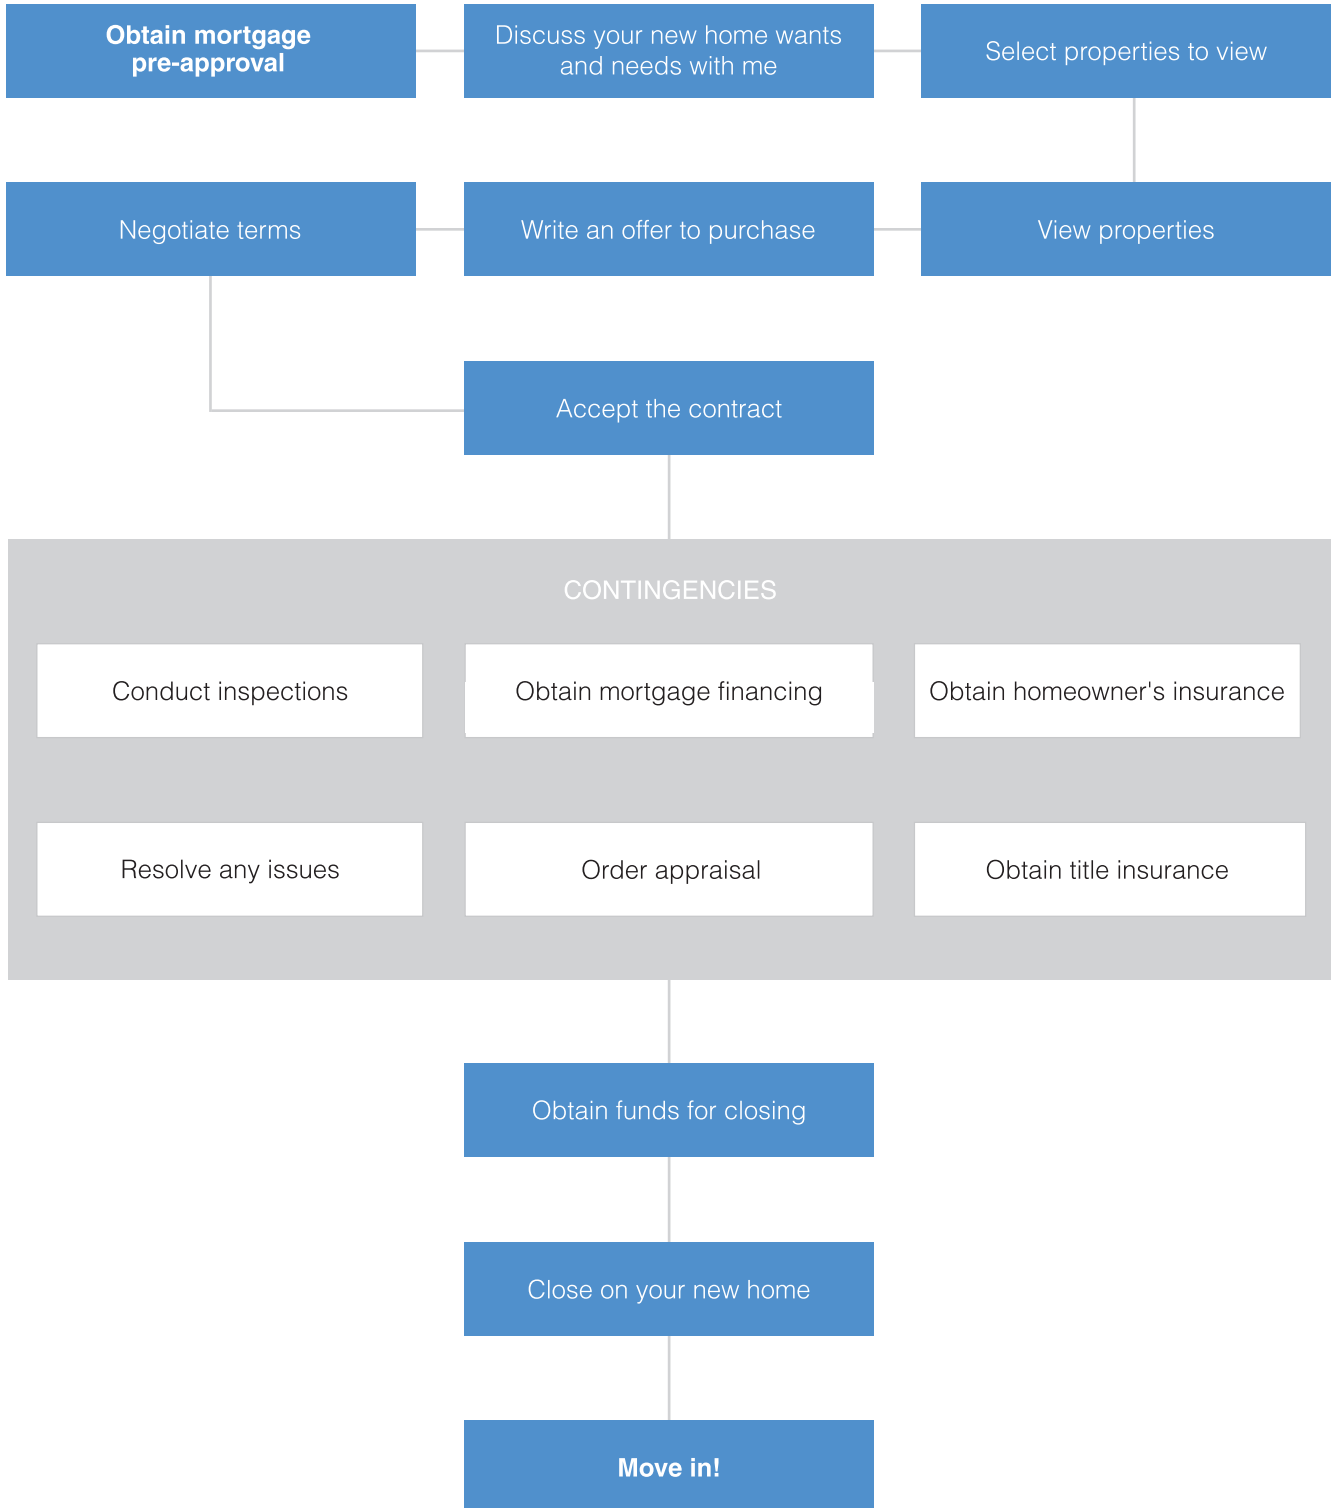 Obtain mortgage
pre-approval
Discuss your new home wants
and needs with me
Select properties to view
Negotiate terms
Write an offer to purchase
View properties
Accept the contract
CONTINGENCIES
Conduct inspections
Obtain mortgage financing
Obtain homeowner's insurance
Resolve any issues
Order appraisal
Obtain title insurance
Obtain funds for closing
Close on your new home
Move in!